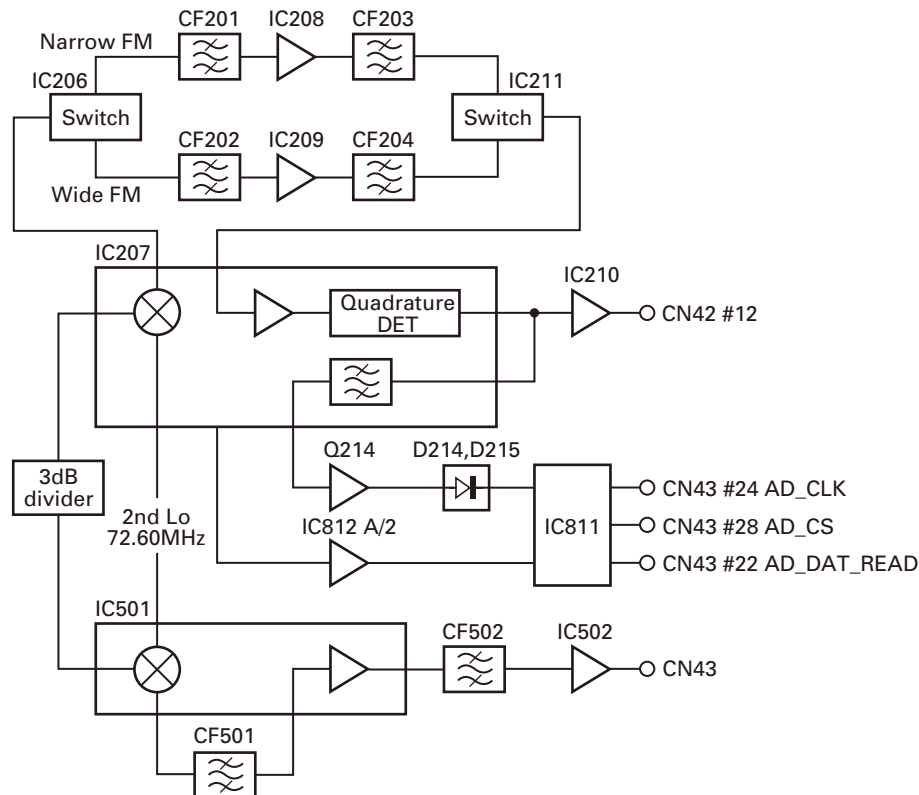 CF201
IC208
CF203
Narrow FM
IC206
IC211
Switch
Switch
CF202
IC209
CF204
Wide FM
IC207
IC210
Quadrature
DET
CN42 #12
Q214
D214,D215
3dB
divider
2nd Lo
72.60MHz
IC812 A/2
IC811
CN43 #24 AD_CLK
CN43 #28 AD_CS
CN43 #22 AD_DAT_READ
IC501
CF502
IC502
CN43
CF501